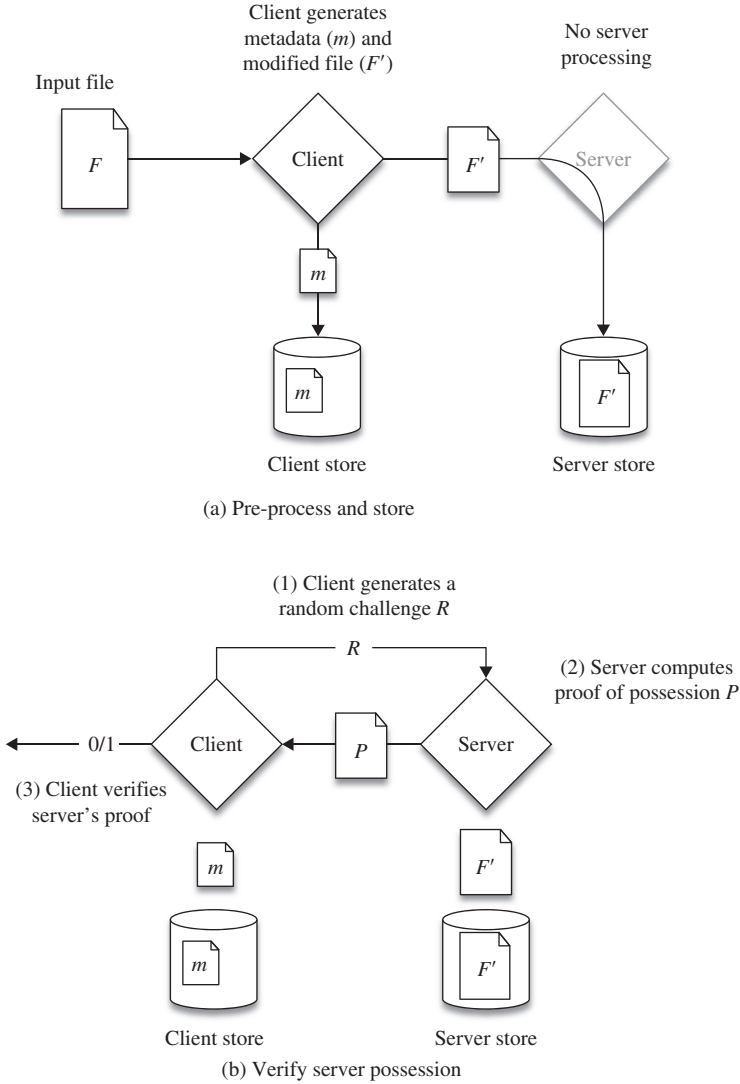 Client generates
metadata (m) and
modified file (F′)
No server
processing
Input file
F
Client
F′
Server
m
m
F′
Client store
Server store
(a) Pre-process and store
(1) Client generates a
random challenge R
R
(2) Server computes
proof of possession P
0/1
Client
P
Server
(3) Client verifies
server’s proof
m
F′
m
F′
Client store
Server store
(b) Verify server possession